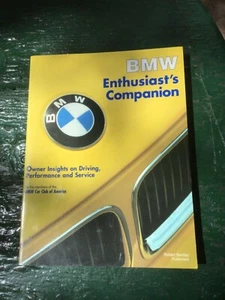 BMW
Enthusiast's
Companion
BMW
Owner Insights on Driving,
Performance and Service
BMW Car Club of America